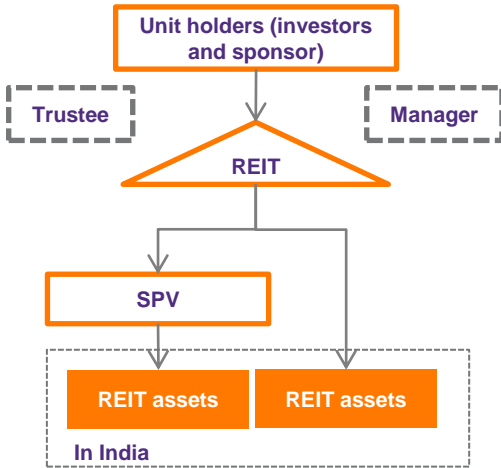 Unit holders (investors
and sponsor)
Trustee
Manager
REIT
SPV
REIT assets
REIT assets
In India